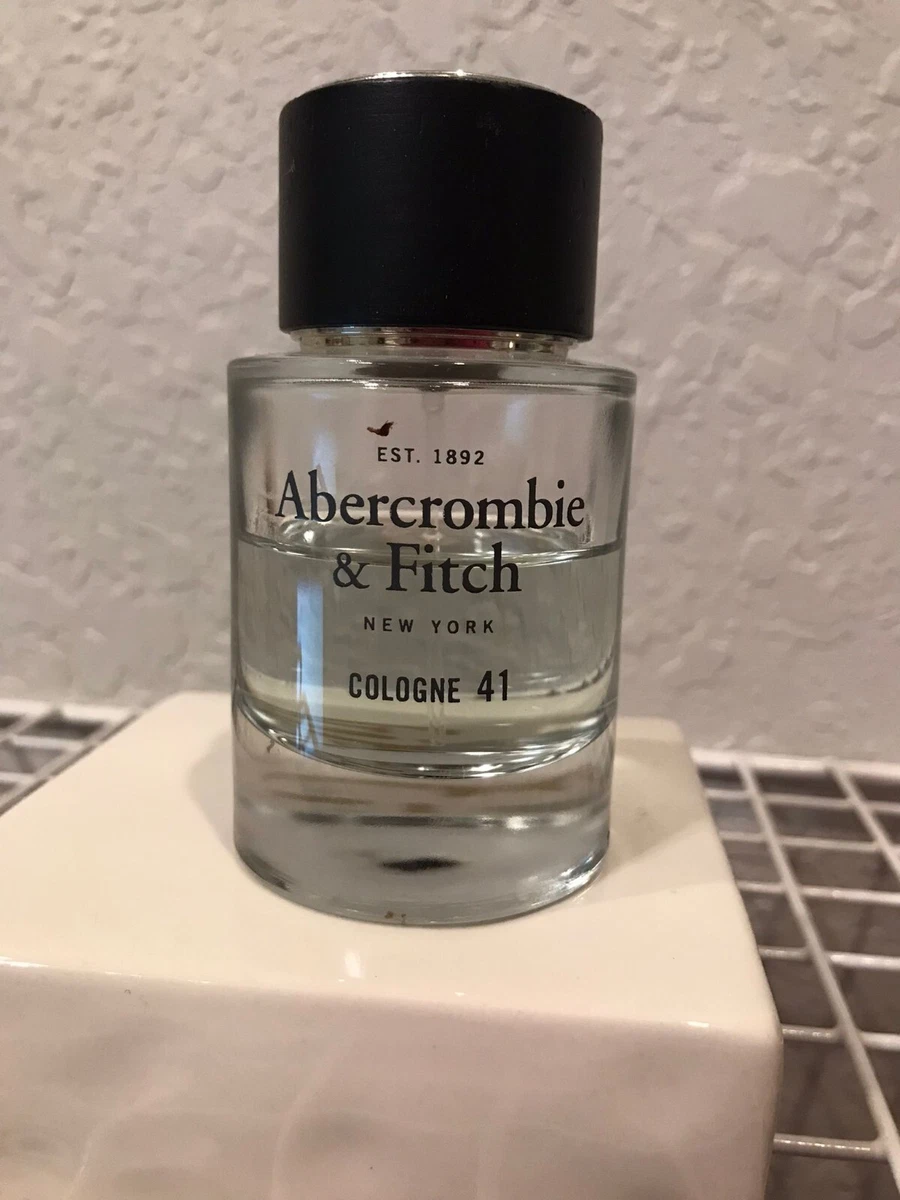 EST. 1892
Abercrombie
& Fitch
NEW YORK
COLOGNE 41